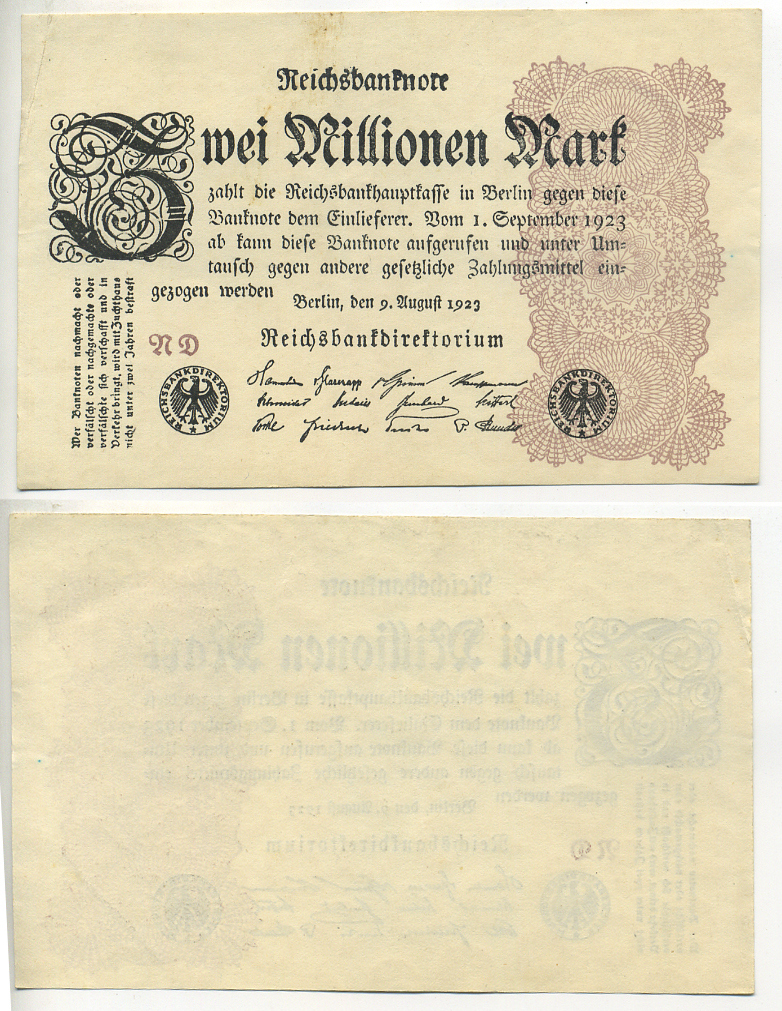 Reichsbanknote
Zwei Millionen Mark
zahlt die Reichsbankhauptkasse in Berlin gegen diese
Banknote dem Einlieferer. Vom 1. September 1923
ab kann diese Banknote aufgerufen und unter Um-
tausch gegen andere gesetzliche Zahlungsmittel ein-
gezogen werden
Berlin, den 9. August 1923
Reichsbankdirektorium
Wer Banknoten nachmacht oder
verfälscht oder nachgemachte oder
verfälschte sich verschafft und in
Verkehr bringt, wird mit Zuchthaus
nicht unter zwei Jahren bestraft
ND
REICHSBANKDIREKTORIUM
REICHSBANKDIREKTORIUM